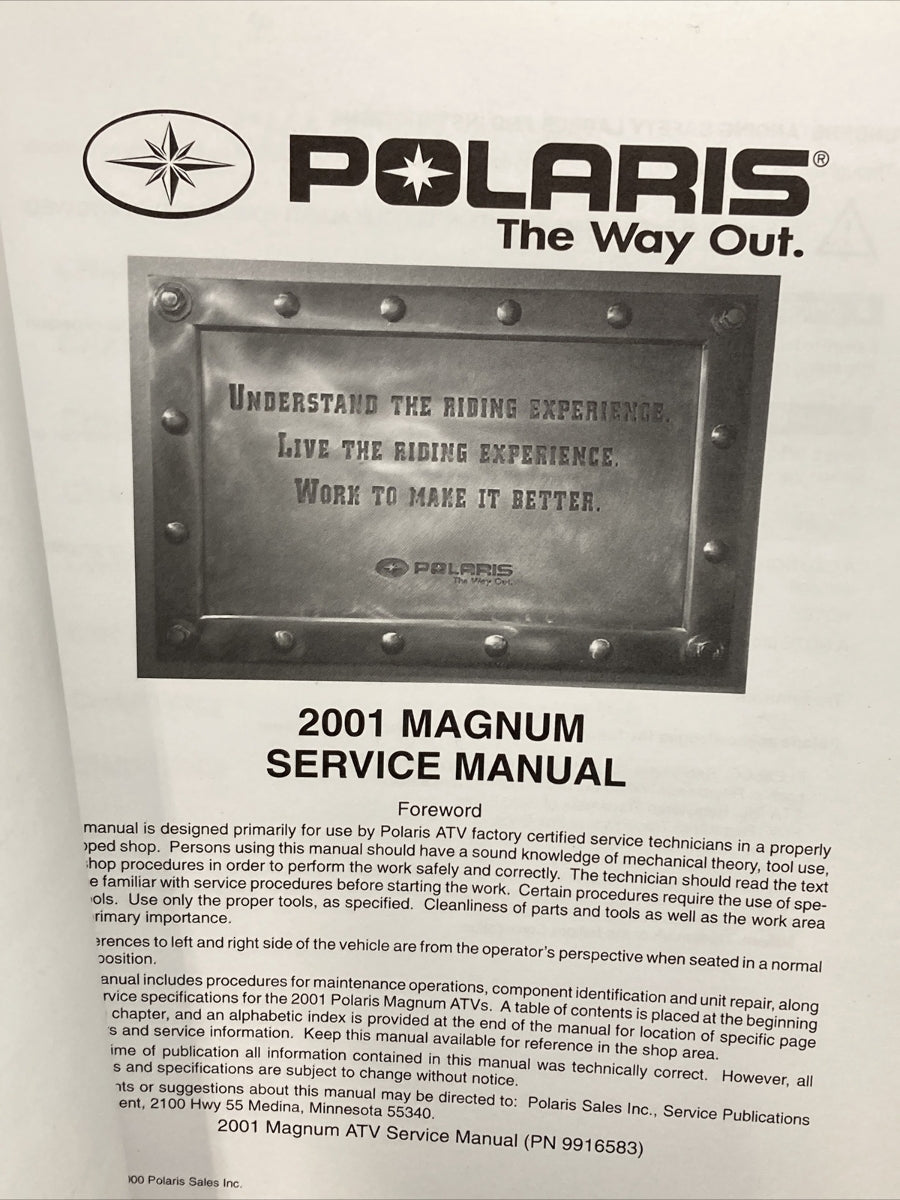 POLARIS®
The Way Out.
UNDERSTAND THE RIDING EXPERIENCE.
LIVE THE RIDING EXPERIENCE.
WORK TO MAKE IT BETTER.
POLARIS
The Way Out.
2001 MAGNUM
SERVICE MANUAL
Foreword
manual is designed primarily for use by Polaris ATV factory certified service technicians in a properly
pped shop. Persons using this manual should have a sound knowledge of mechanical theory, tool use,
hop procedures in order to perform the work safely and correctly. The technician should read the text
e familiar with service procedures before starting the work. Certain procedures require the use of spe-
ols. Use only the proper tools, as specified. Cleanliness of parts and tools as well as the work area
rimary importance.
erences to left and right side of the vehicle are from the operator's perspective when seated in a normal
position.
anual includes procedures for maintenance operations, component identification and unit repair, along
rvice specifications for the 2001 Polaris Magnum ATVs. A table of contents is placed at the beginning
chapter, and an alphabetic index is provided at the end of the manual for location of specific page
s and service information. Keep this manual available for reference in the shop area.
ime of publication all information contained in this manual was technically correct. However, all
s and specifications are subject to change without notice.
nts or suggestions about this manual may be directed to: Polaris Sales Inc., Service Publications
ent, 2100 Hwy 55 Medina, Minnesota 55340.
2001 Magnum ATV Service Manual (PN 9916583)
00 Polaris Sales Inc.